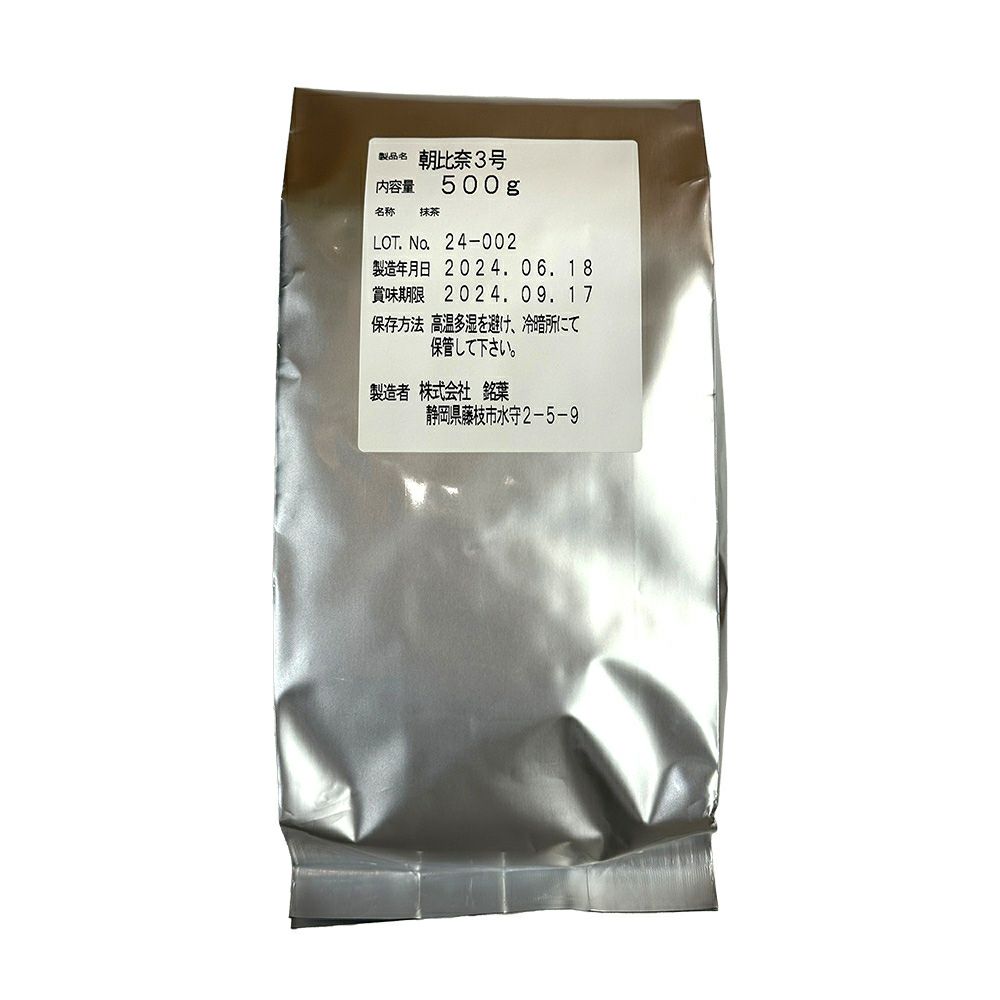 製品名 朝比奈3号
内容量 500g
名称 抹茶
LOT. No. 24-002
製造年月日 2024. 06. 18
賞味期限 2024. 09. 17
保存方法 高温多湿を避け、冷暗所にて
保管して下さい。
製造者 株式会社 銘葉
静岡県藤枝市水守2-5-9